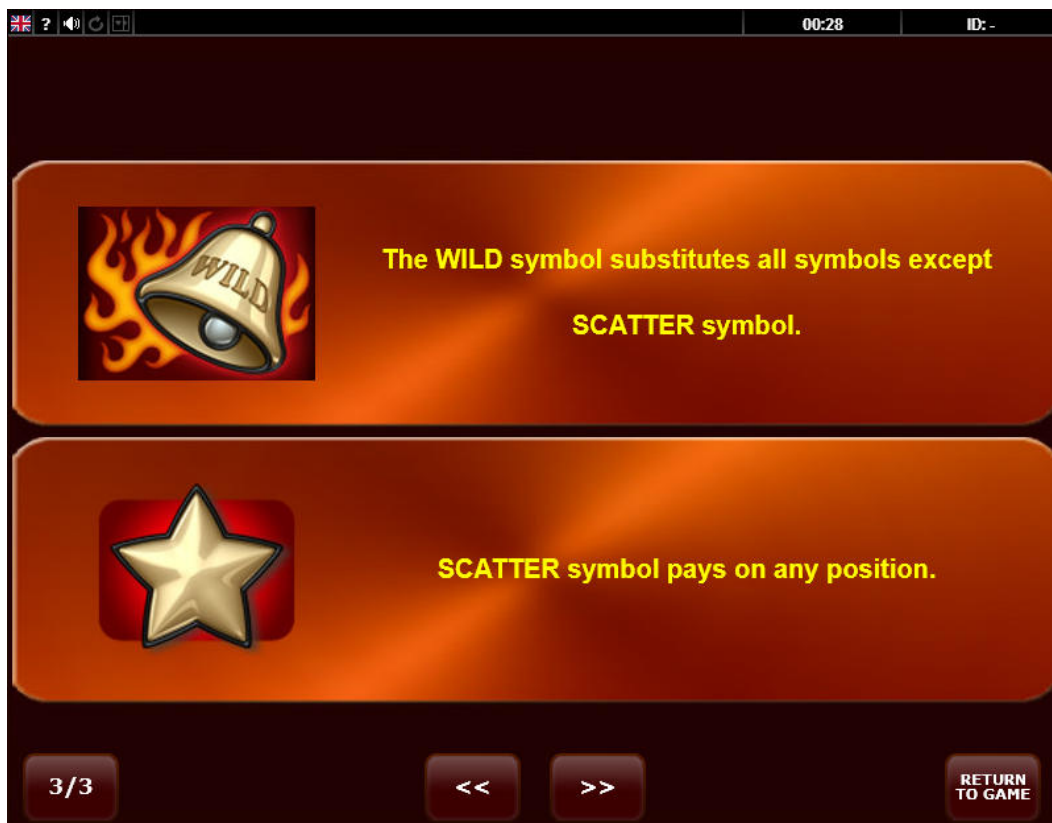 ? 00:28 ID: -
WILD
The WILD symbol substitutes all symbols except
SCATTER symbol.
SCATTER symbol pays on any position.
3/3 << >> RETURN
TO GAME